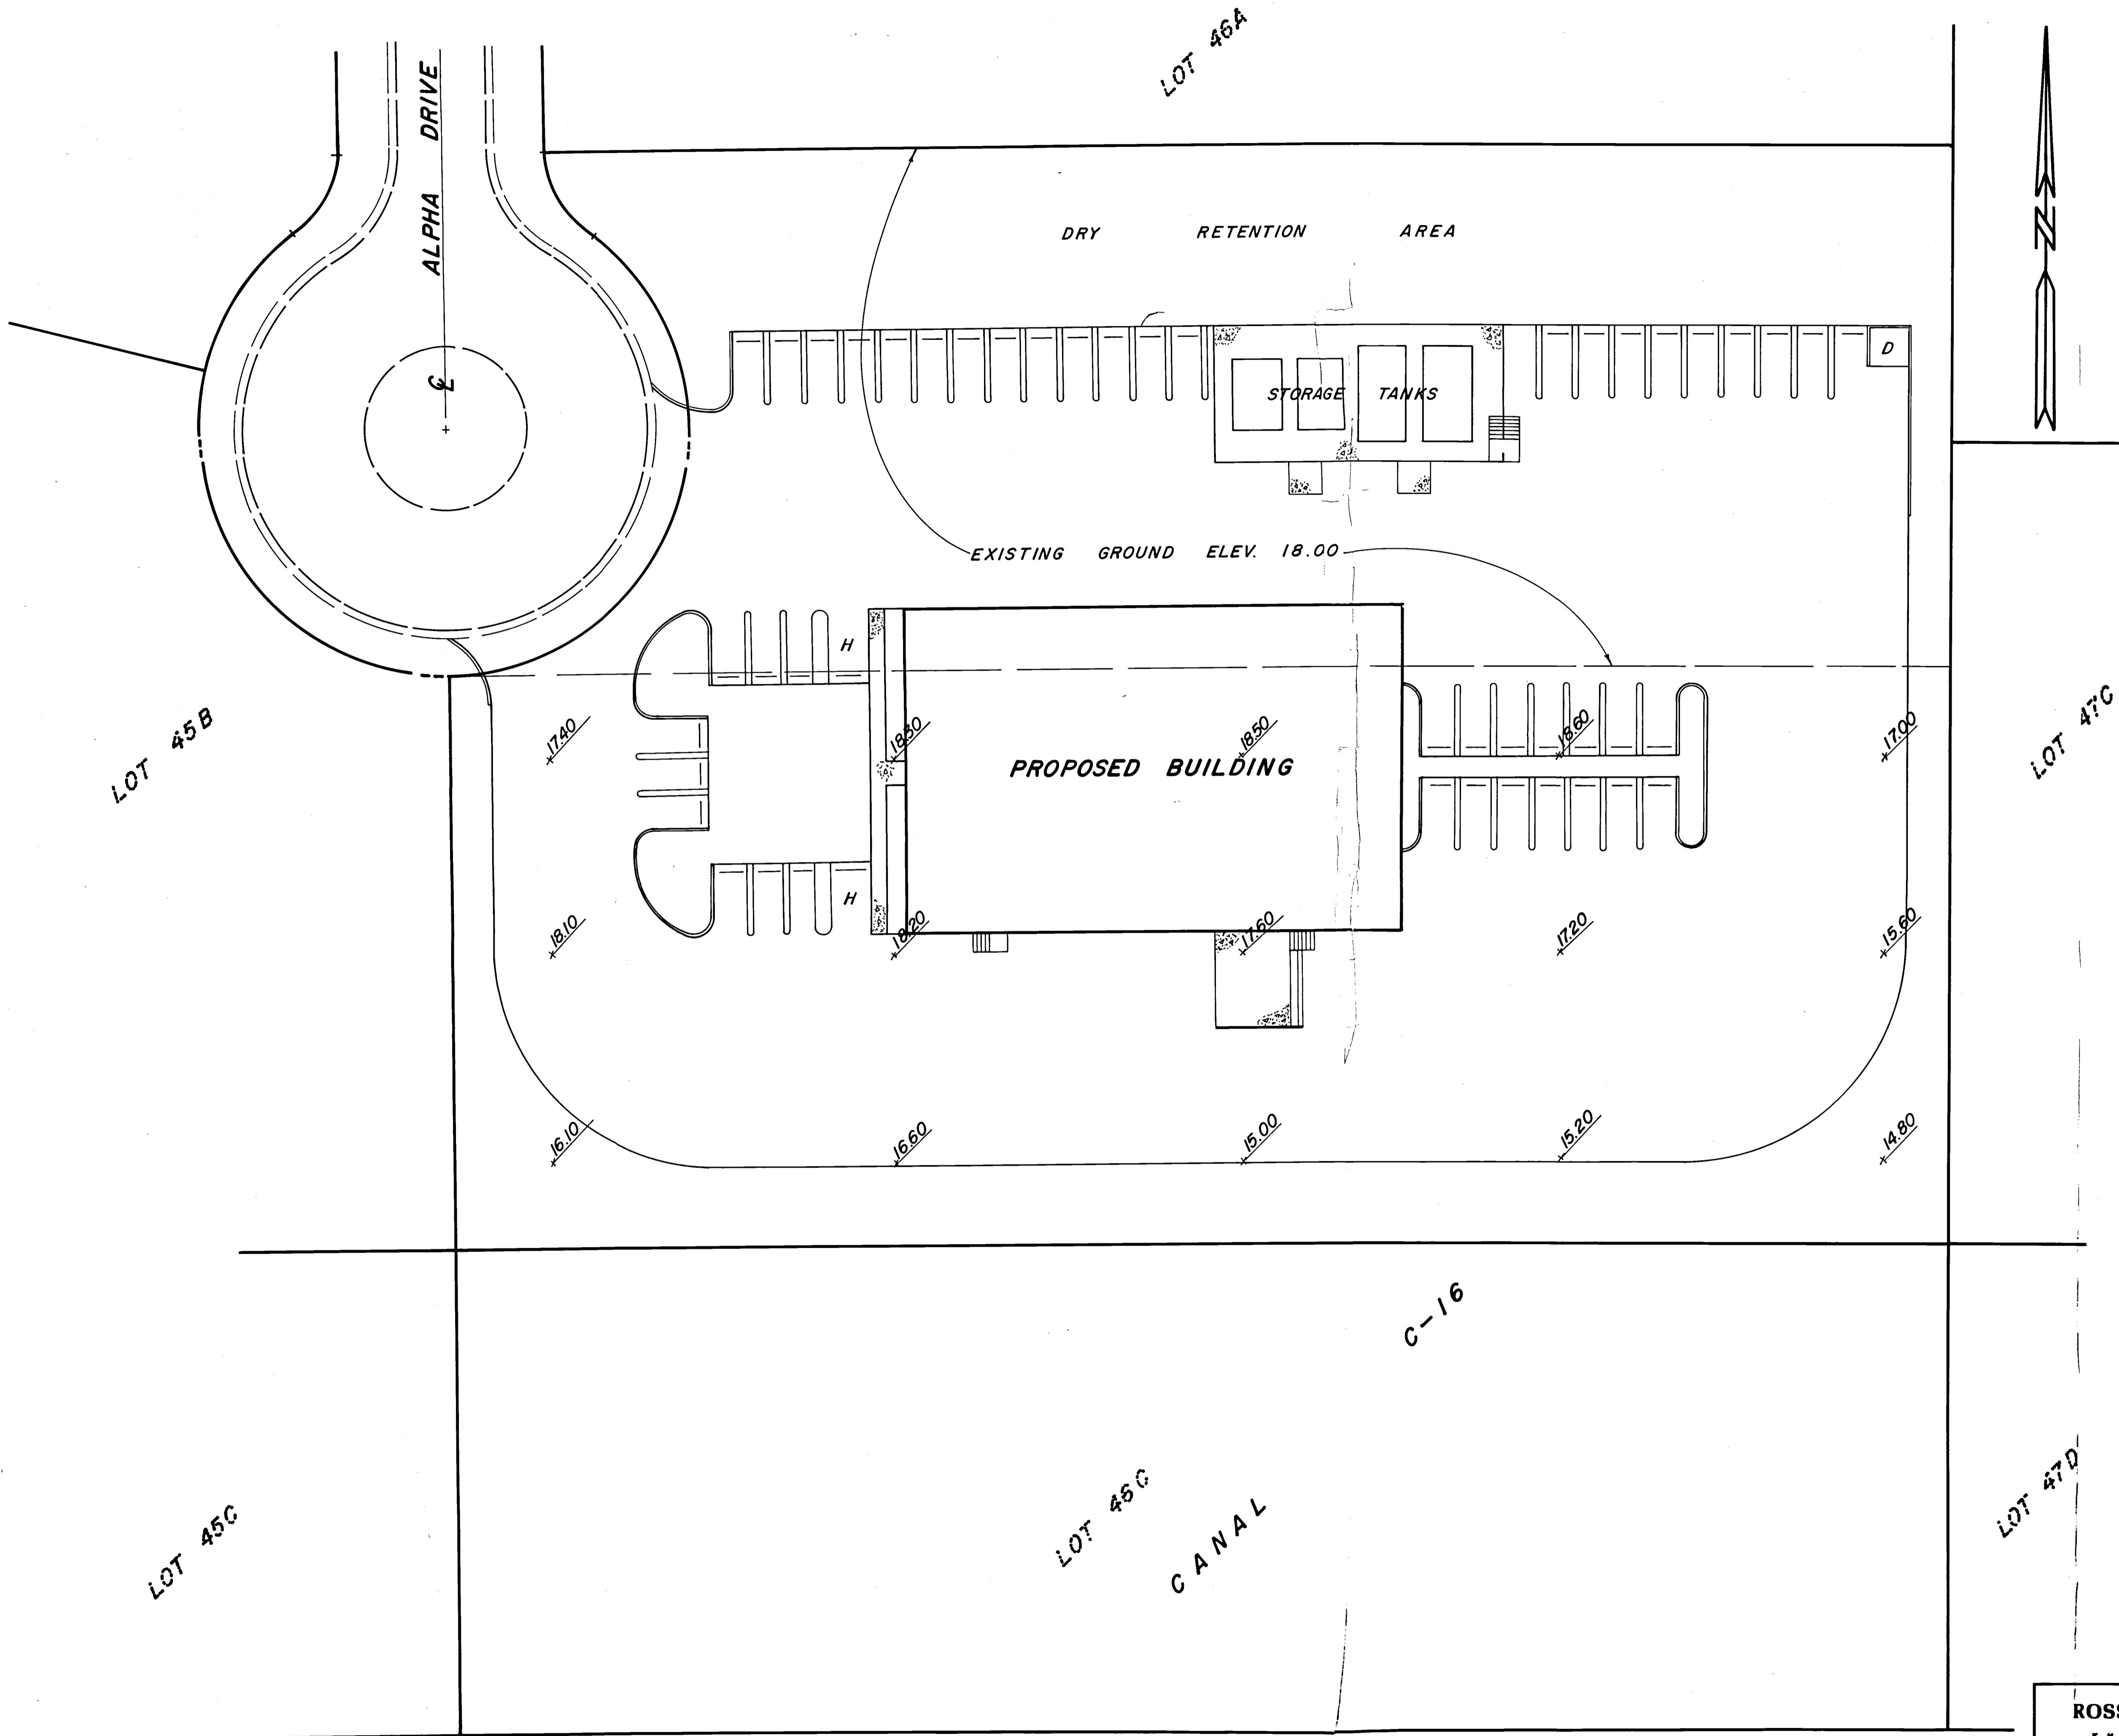 LOT 46A
ALPHA DRIVE
N
DRY RETENTION AREA
D
℄
STORAGE TANKS
EXISTING GROUND ELEV. 18.00
H
LOT 45B
17.40
18.30
18.50
18.60
17.00
LOT 47C
PROPOSED BUILDING
H
18.10
18.20
17.60
17.20
15.60
16.10
16.60
15.00
15.20
14.80
C-16
LOT 45C
LOT 46C
CANAL
LOT 47D
ROSS